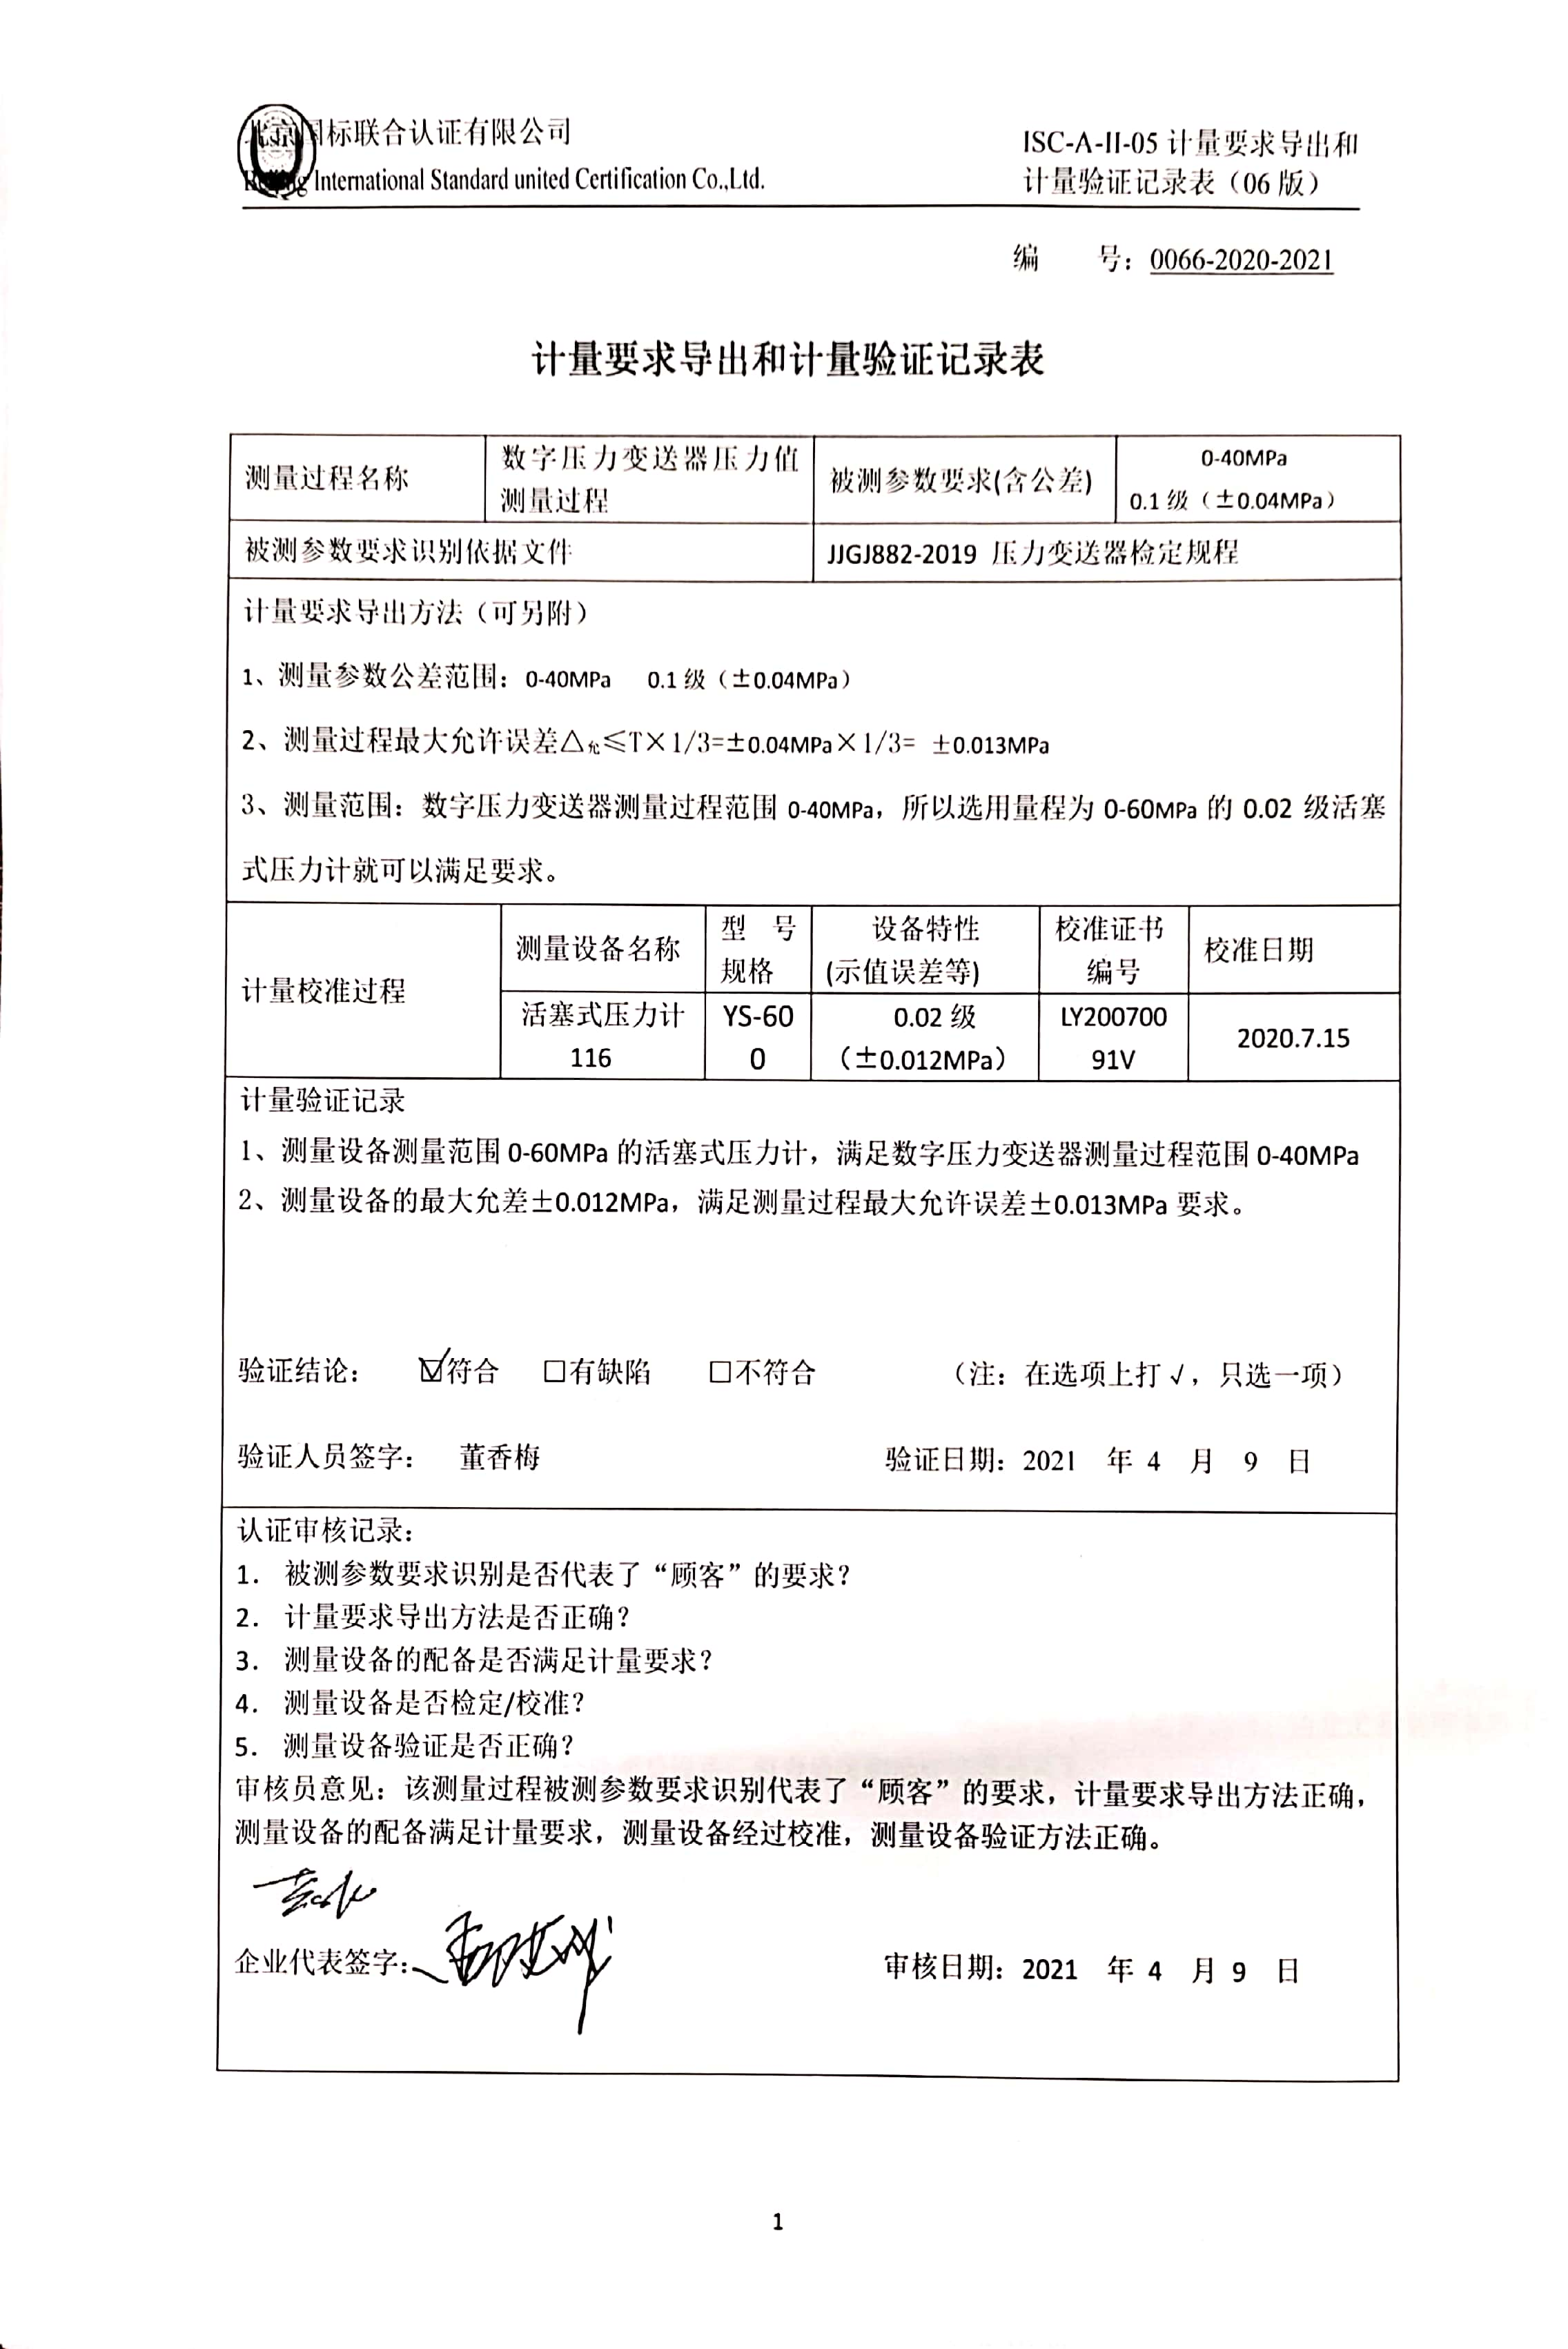 北京国标联合认证有限公司
Beijing International Standard united Certification Co.,Ltd.
ISC-A-II-05 计量要求导出和
计量验证记录表（06 版）
编 号：0066-2020-2021
计量要求导出和计量验证记录表
测量过程名称
数字压力变送器压力值
测量过程
被测参数要求(含公差)
0-40MPa
0.1 级（±0.04MPa）
被测参数要求识别依据文件
JJGJ882-2019 压力变送器检定规程
计量要求导出方法（可另附）
1、测量参数公差范围：0-40MPa 0.1 级（±0.04MPa）
2、测量过程最大允许误差△允≤T×1/3=±0.04MPa×1/3= ±0.013MPa
3、测量范围：数字压力变送器测量过程范围 0-40MPa，所以选用量程为 0-60MPa 的 0.02 级活塞
式压力计就可以满足要求。
计量校准过程
测量设备名称
型 号
规格
设备特性
(示值误差等)
校准证书
编号
校准日期
活塞式压力计
116
YS-60
0
0.02 级
（±0.012MPa）
LY200700
91V
2020.7.15
计量验证记录
1、测量设备测量范围 0-60MPa 的活塞式压力计，满足数字压力变送器测量过程范围 0-40MPa
2、测量设备的最大允差±0.012MPa，满足测量过程最大允许误差±0.013MPa 要求。
验证结论： ☑符合 □有缺陷 □不符合 （注：在选项上打√，只选一项）
验证人员签字： 董香梅 验证日期：2021 年 4 月 9 日
认证审核记录：
1. 被测参数要求识别是否代表了“顾客”的要求？
2. 计量要求导出方法是否正确？
3. 测量设备的配备是否满足计量要求？
4. 测量设备是否检定/校准？
5. 测量设备验证是否正确？
审核员意见：该测量过程被测参数要求识别代表了“顾客”的要求，计量要求导出方法正确，
测量设备的配备满足计量要求，测量设备经过校准，测量设备验证方法正确。
企业代表签字： 审核日期：2021 年 4 月 9 日
1